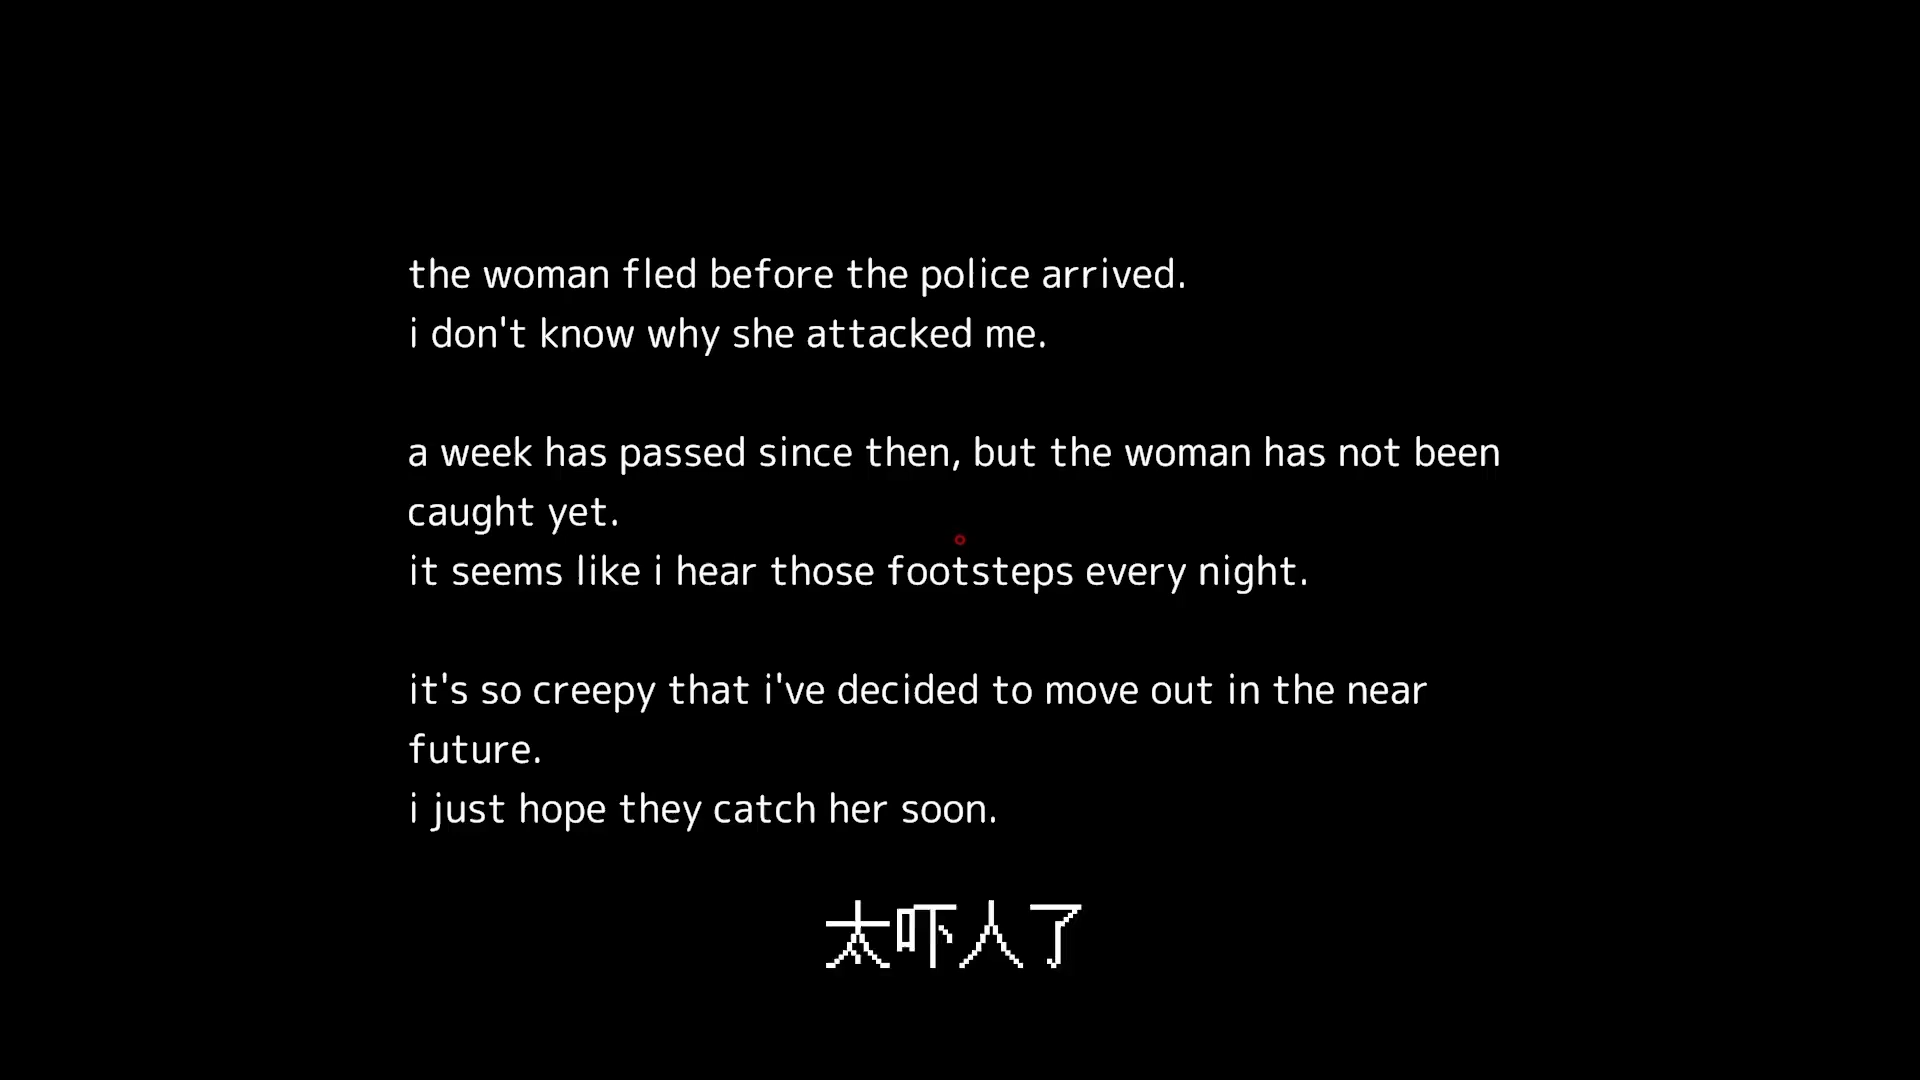 the woman fled before the police arrived.
i don't know why she attacked me.
a week has passed since then, but the woman has not been
caught yet.
it seems like i hear those footsteps every night.
it's so creepy that i've decided to move out in the near
future.
i just hope they catch her soon.
太吓人了